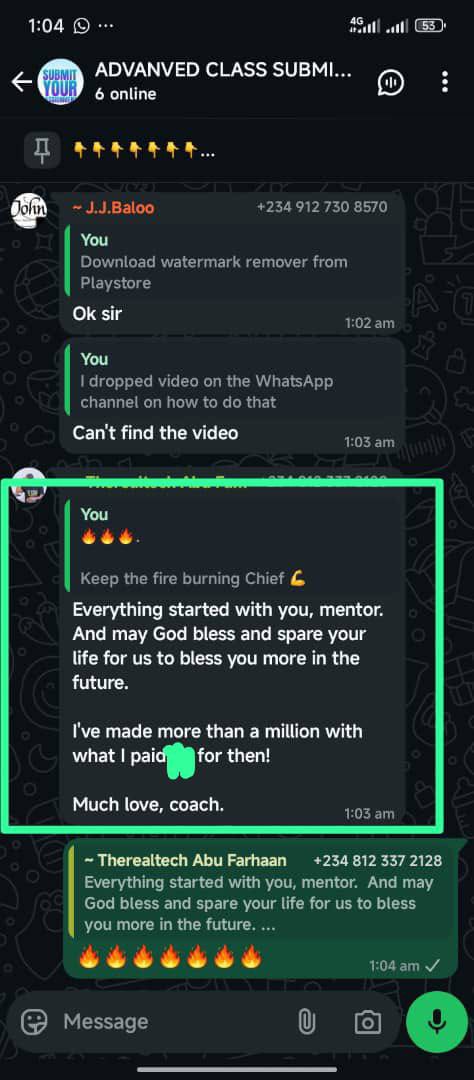 1:04
4G 53
SUBMIT
YOUR
ADVANVED CLASS SUBMI...
6 online
👇👇👇👇👇👇👇...
John
~ J.J.Baloo +234 912 730 8570
You
Download watermark remover from
Playstore
Ok sir
1:02 am
You
I dropped video on the WhatsApp
channel on how to do that
Can't find the video
1:03 am
You
🔥🔥🔥.
Keep the fire burning Chief 💪
Everything started with you, mentor.
And may God bless and spare your
life for us to bless you more in the
future.
I've made more than a million with
what I paid for then!
Much love, coach.
1:03 am
~ Therealtech Abu Farhaan +234 812 337 2128
Everything started with you, mentor. And may
God bless and spare your life for us to bless
you more in the future. ...
🔥🔥🔥🔥🔥🔥🔥
1:04 am
Message